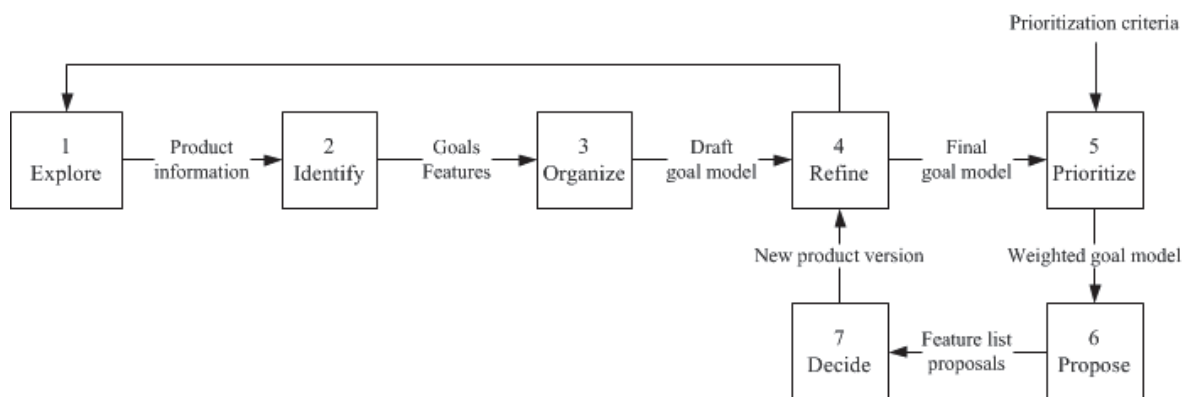 Prioritization criteria
1
Explore
Product
information
2
Identify
Goals
Features
3
Organize
Draft
goal model
4
Refine
Final
goal model
5
Prioritize
New product version
Weighted goal model
7
Decide
Feature list
proposals
6
Propose